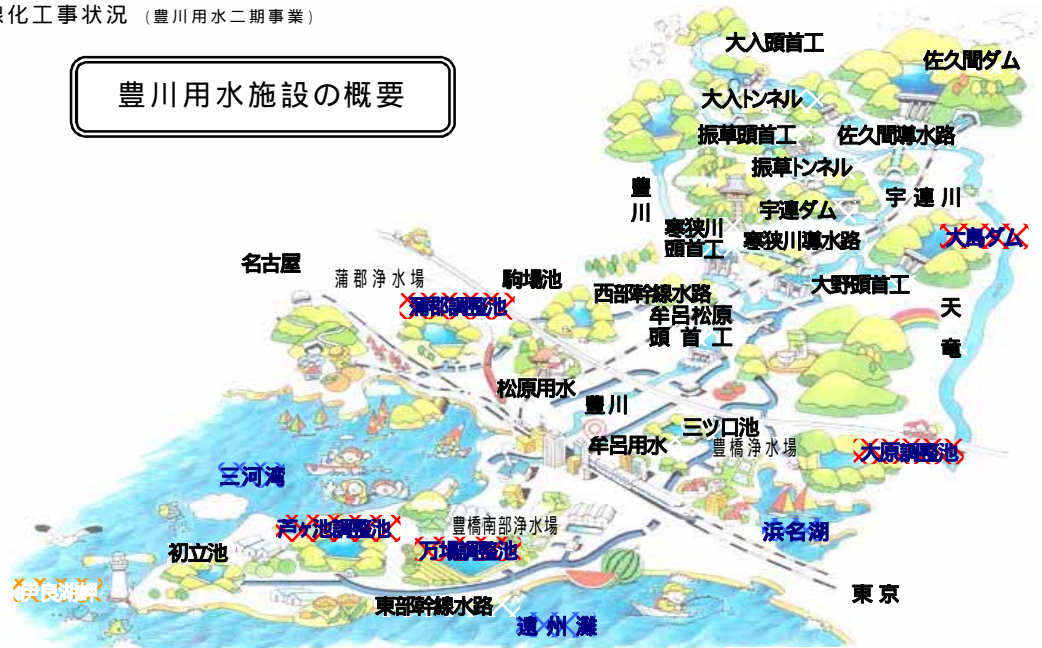 線化工事状況（豊川用水二期事業）
豊川用水施設の概要
大入頭首工
佐久間ダム
大入トンネル
振草頭首工
佐久間導水路
振草トンネル
豊川
宇連川
宇連ダム
寒狭川
頭首工
寒狭川導水路
大島ダム
名古屋
蒲郡浄水場
駒場池
大野頭首工
蒲郡調整池
西部幹線水路
牟呂松原
頭首工
天竜
松原用水
豊川
三ツ口池
牟呂用水
豊橋浄水場
大原調整池
三河湾
芦ヶ池調整池
豊橋南部浄水場
浜名湖
初立池
万場調整池
伊良湖岬
東部幹線水路
東京
遠州灘